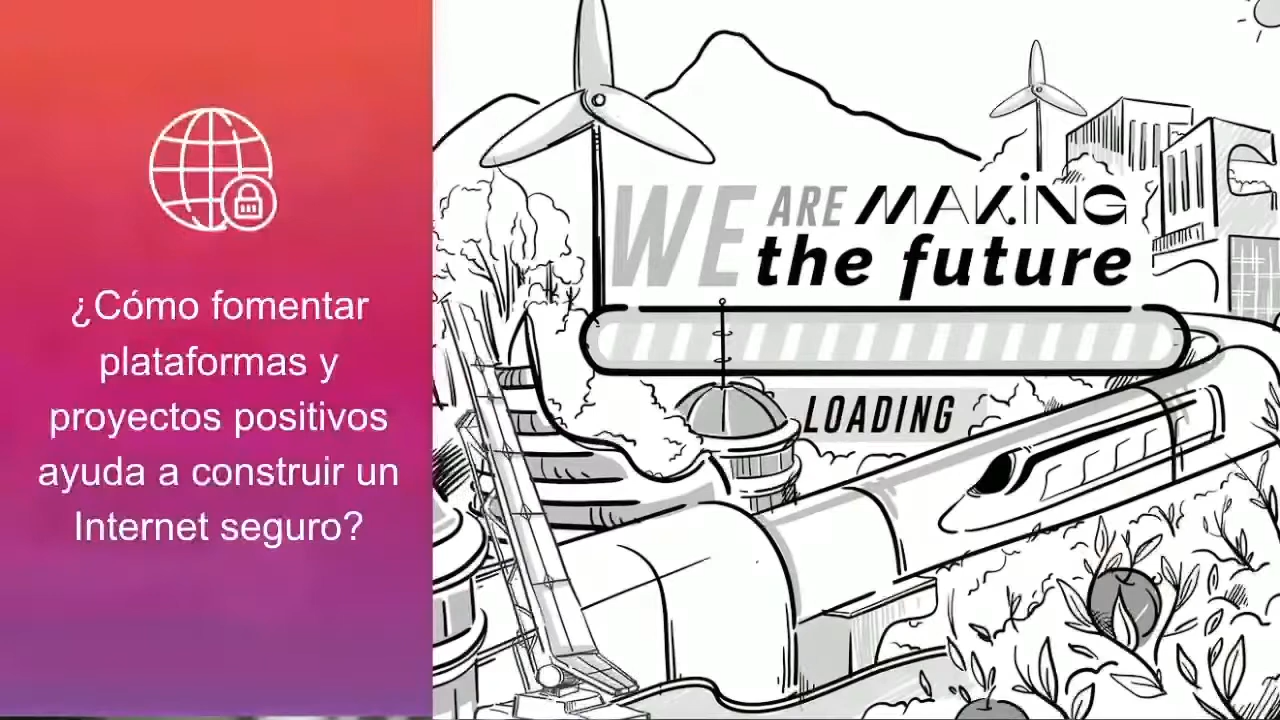 ¿Cómo fomentar
plataformas y
proyectos positivos
ayuda a construir un
Internet seguro?
WE ARE MAKING
the future
LOADING